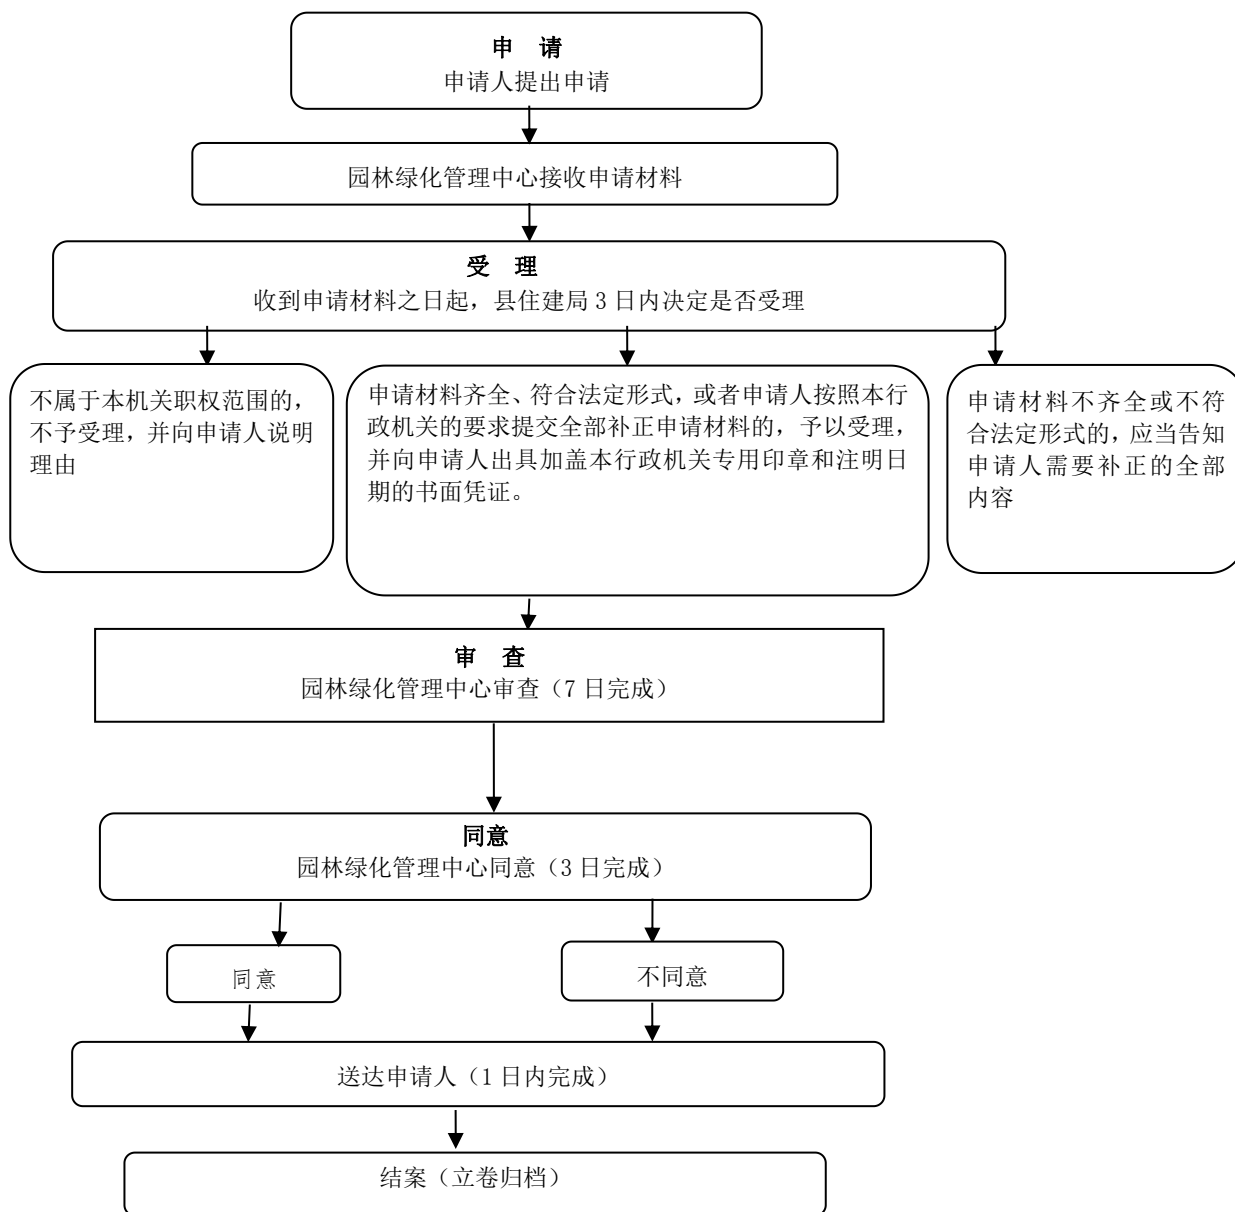 申 请
申请人提出申请
园林绿化管理中心接收申请材料
受 理
收到申请材料之日起，县住建局 3 日内决定是否受理
不属于本机关职权范围的，
不予受理，并向申请人说明
理由
申请材料齐全、符合法定形式，或者申请人按照本行
政机关的要求提交全部补正申请材料的，予以受理，
并向申请人出具加盖本行政机关专用印章和注明日
期的书面凭证。
申请材料不齐全或不符
合法定形式的，应当告知
申请人需要补正的全部
内容
审 查
园林绿化管理中心审查（7 日完成）
同意
园林绿化管理中心同意（3 日完成）
同意
不同意
送达申请人（1 日内完成）
结案（立卷归档）